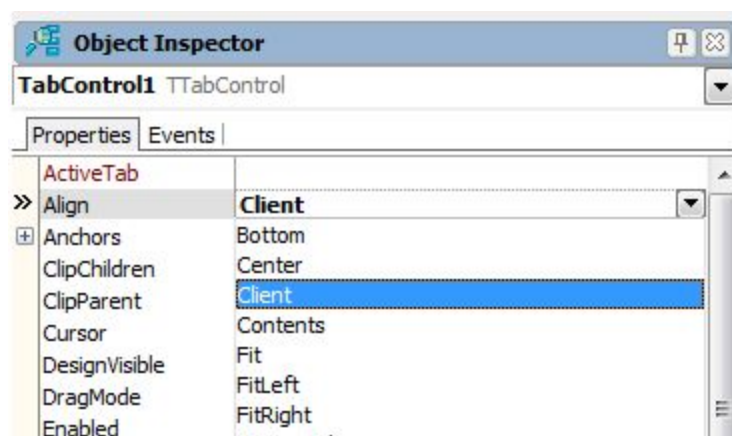 Object Inspector
TabControl1 TTabControl
Properties Events
ActiveTab
Align Client
Anchors Bottom
ClipChildren Center
ClipParent Client
Cursor Contents
DesignVisible Fit
DragMode FitLeft
Enabled FitRight